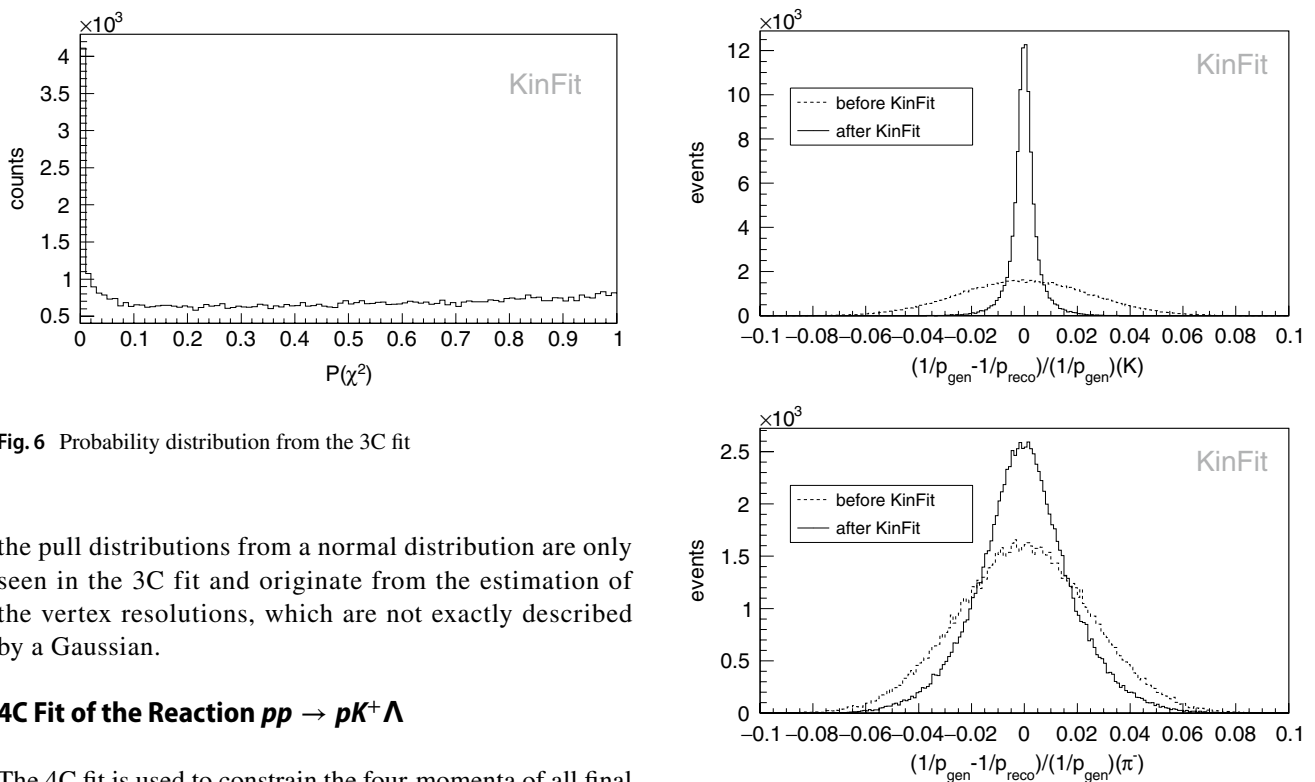 ×10³
4
3.5
3
2.5
2
1.5
1
0.5
counts
KinFit
0 0.1 0.2 0.3 0.4 0.5 0.6 0.7 0.8 0.9 1
P(χ²)
Fig. 6 Probability distribution from the 3C fit
the pull distributions from a normal distribution are only
seen in the 3C fit and originate from the estimation of
the vertex resolutions, which are not exactly described
by a Gaussian.
4C Fit of the Reaction pp → pK⁺Λ
The 4C fit is used to constrain the four-momenta of all final
×10³
12
10
8
6
4
2
0
events
KinFit
before KinFit
after KinFit
−0.1 −0.08 −0.06 −0.04 −0.02 0 0.02 0.04 0.06 0.08 0.1
(1/p_gen-1/p_reco)/(1/p_gen)(K)
×10³
2.5
2
1.5
1
0.5
0
events
KinFit
before KinFit
after KinFit
−0.1 −0.08 −0.06 −0.04 −0.02 0 0.02 0.04 0.06 0.08 0.1
(1/p_gen-1/p_reco)/(1/p_gen)(π⁻)